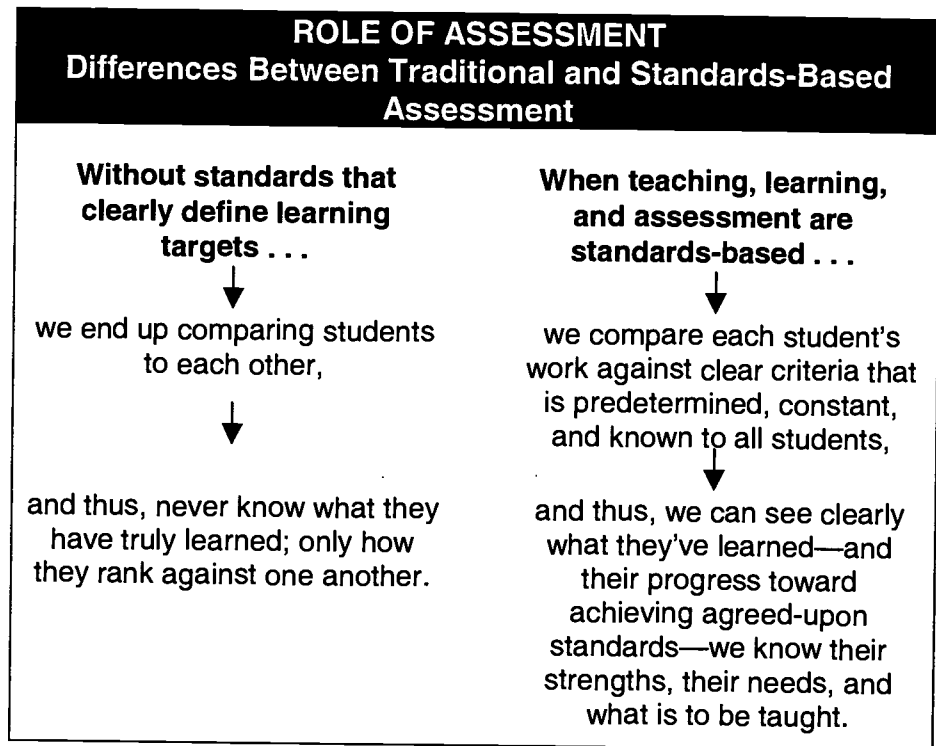 ROLE OF ASSESSMENT
Differences Between Traditional and Standards-Based
Assessment
Without standards that
clearly define learning
targets . . .
we end up comparing students
to each other,
and thus, never know what they
have truly learned; only how
they rank against one another.
When teaching, learning,
and assessment are
standards-based . . .
we compare each student's
work against clear criteria that
is predetermined, constant,
and known to all students,
and thus, we can see clearly
what they've learned—and
their progress toward
achieving agreed-upon
standards—we know their
strengths, their needs, and
what is to be taught.